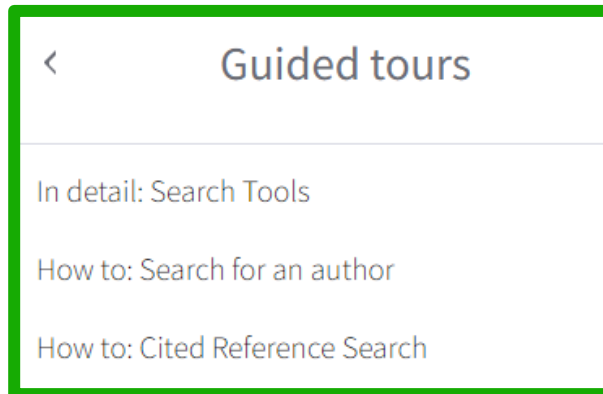 Guided tours
In detail: Search Tools
How to: Search for an author
How to: Cited Reference Search